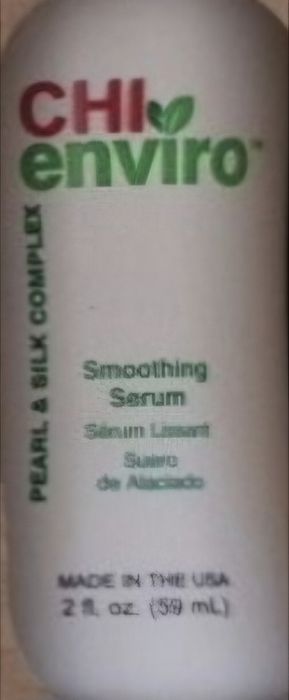 CHI
enviro™
PEARL & SILK COMPLEX
Smoothing
Serum
Sérum Lissant
Suero
de Alaciado
MADE IN THE USA
2 fl. oz. (59 mL)